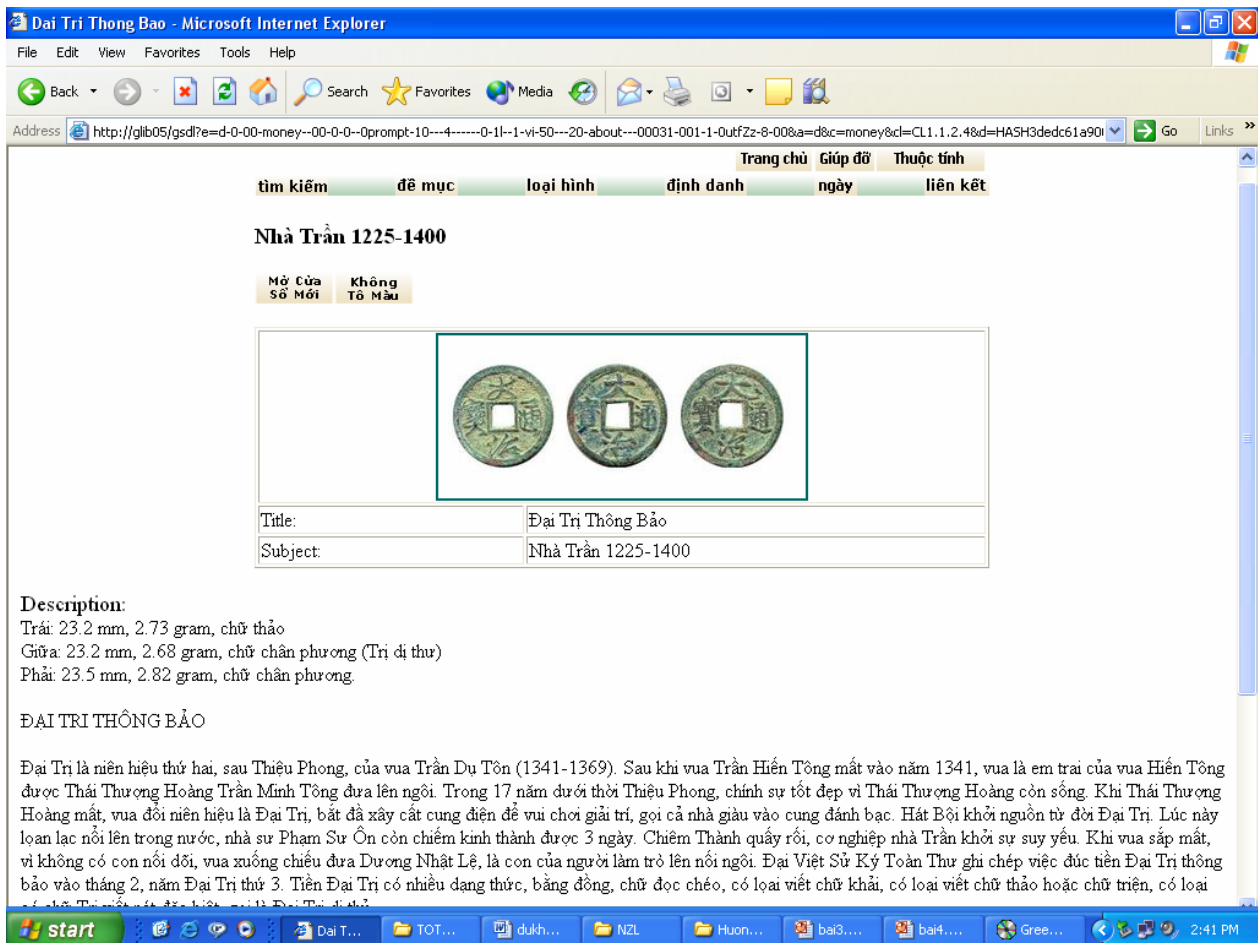 Dai Tri Thong Bao - Microsoft Internet Explorer
File Edit View Favorites Tools Help
Back Search Favorites Media
Address http://glib05/gsdl?e=d-0-00-money--00-0-0--0prompt-10---4------0-1l--1-vi-50---20-about---00031-001-1-0utfZz-8-00&a=d&c=money&cl=CL1.1.2.4&d=HASH3dedc61a90 Go Links »
Trang chủ Giúp đỡ Thuộc tính
tìm kiếm đề mục loại hình định danh ngày liên kết
Nhà Trần 1225-1400
Mở Cửa Không
Sổ Mới Tô Màu
大 大 大
寶 通 寶 通 寶 通
治 治 治
Title: Đại Trị Thông Bảo
Subject: Nhà Trần 1225-1400
Description:
Trái: 23.2 mm, 2.73 gram, chữ thảo
Giữa: 23.2 mm, 2.68 gram, chữ chân phương (Trị dị thư)
Phải: 23.5 mm, 2.82 gram, chữ chân phương.
ĐẠI TRI THÔNG BẢO
Đại Trị là niên hiệu thứ hai, sau Thiệu Phong, của vua Trần Dụ Tôn (1341-1369). Sau khi vua Trần Hiến Tông mất vào năm 1341, vua là em trai của vua Hiến Tông
được Thái Thượng Hoàng Trần Minh Tông đưa lên ngôi. Trong 17 năm dưới thời Thiệu Phong, chính sự tốt đẹp vì Thái Thượng Hoàng còn sống. Khi Thái Thượng
Hoàng mất, vua đổi niên hiệu là Đại Trị, bắt đầ xây cất cung điện để vui chơi giải trí, gọi cả nhà giàu vào cung đánh bạc. Hát Bội khởi nguồn từ đời Đại Trị. Lúc này
lọan lạc nổi lên trong nước, nhà sư Phạm Sư Ôn còn chiếm kinh thành được 3 ngày. Chiêm Thành quấy rối, cơ nghiệp nhà Trần khởi sự suy yếu. Khi vua sắp mất,
vì không có con nối dõi, vua xuống chiếu đưa Dương Nhật Lệ, là con của người làm trò lên nối ngôi. Đại Việt Sử Ký Toàn Thư ghi chép việc đúc tiền Đại Trị thông
bảo vào tháng 2, năm Đại Trị thứ 3. Tiền Đại Trị có nhiều dạng thức, bằng đồng, chữ đọc chéo, có lọai viết chữ khải, có loại viết chữ thảo hoặc chữ triện, có loại
start Dai T... TOT... dukh... NZL Huon... bai3.... bai4.... Gree... 2:41 PM